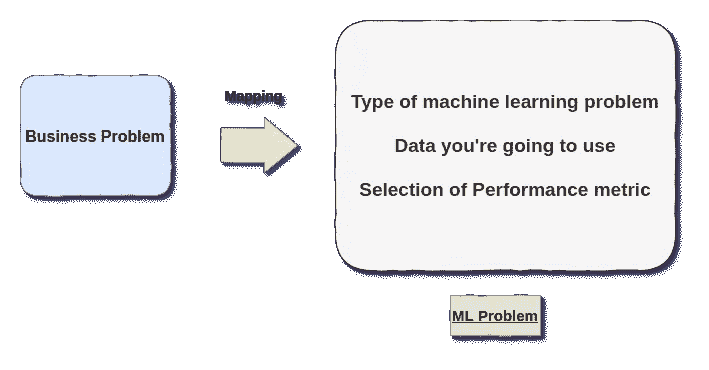 Mapping
Business Problem
Type of machine learning problem
Data you're going to use
Selection of Performance metric
ML Problem